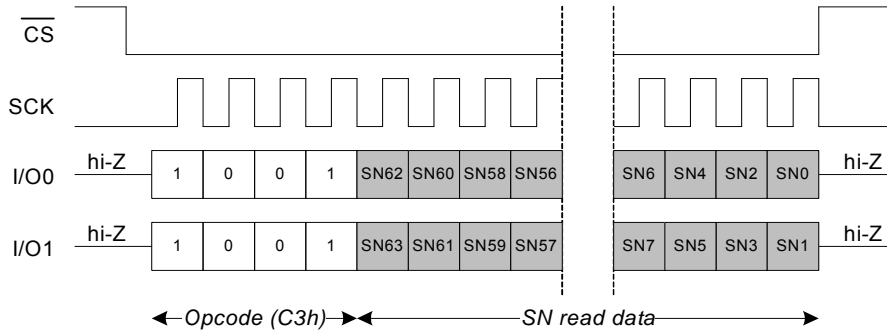 CS
SCK
hi-Z hi-Z
I/O0 1 0 0 1 SN62 SN60 SN58 SN56 SN6 SN4 SN2 SN0
hi-Z hi-Z
I/O1 1 0 0 1 SN63 SN61 SN59 SN57 SN7 SN5 SN3 SN1
Opcode (C3h) SN read data